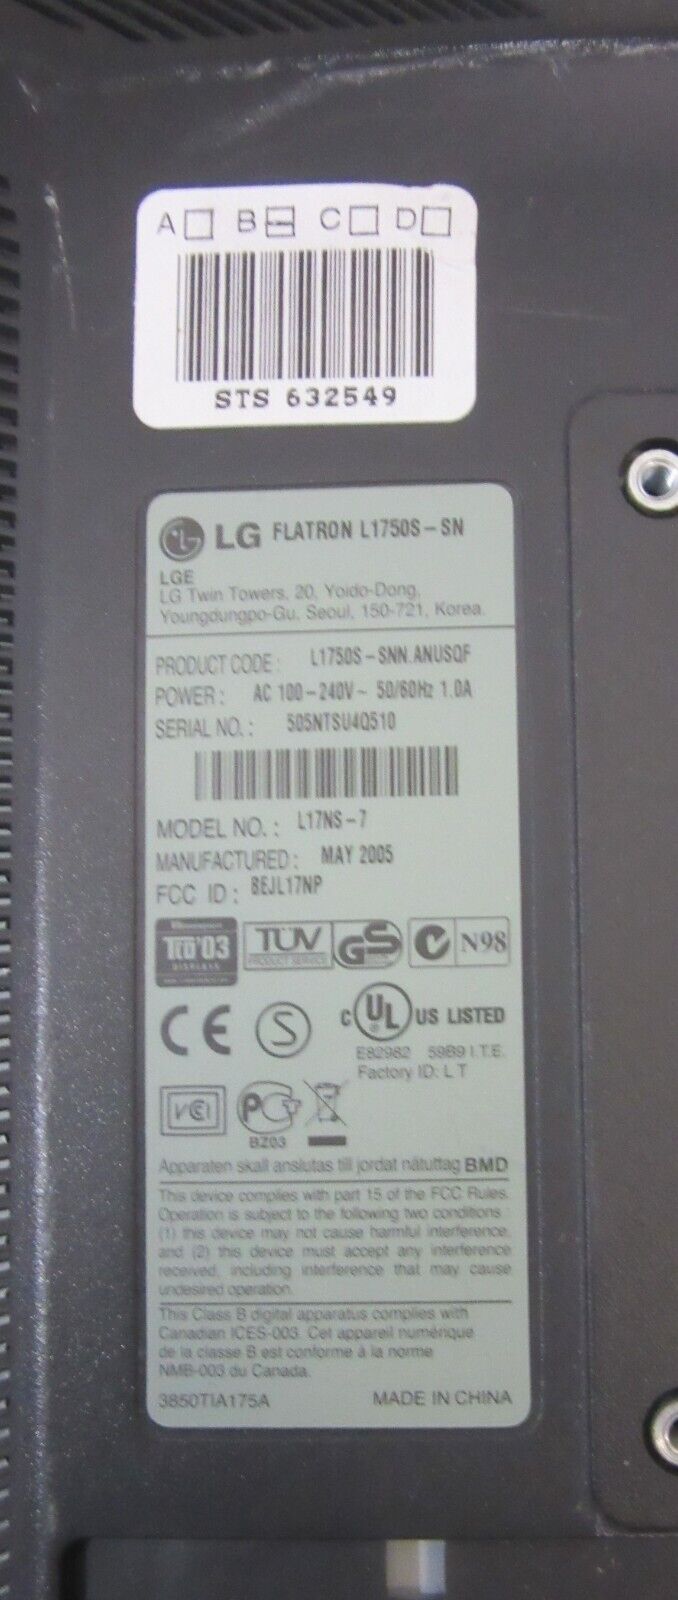 A B C D
STS 632549
LG FLATRON L1750S-SN
LGE
LG Twin Towers, 20, Yoido-Dong,
Youngdungpo-Gu, Seoul, 150-721, Korea.
PRODUCT CODE : L1750S-SNN.ANUSQF
POWER : AC 100-240V~ 50/60Hz 1.0A
SERIAL NO. : 505NTSU4Q510
MODEL NO. : L17NS-7
MANUFACTURED : MAY 2005
FCC ID : BEJL17NP
TCO'03 TÜV GS N98
DISPLAYS PRODUCT SERVICE
CE S c UL US LISTED
E82982 59B9 I.T.E.
Factory ID: L T
VCCI PCT
BZ03
Apparaten skall anslutas till jordat nätuttag BMD
This device complies with part 15 of the FCC Rules.
Operation is subject to the following two conditions :
(1) this device may not cause harmful interference,
and (2) this device must accept any interference
received, including interference that may cause
undesired operation.
This Class B digital apparatus complies with
Canadian ICES-003. Cet appareil numérique
de la classe B est conforme à la norme
NMB-003 du Canada.
3850TIA175A MADE IN CHINA